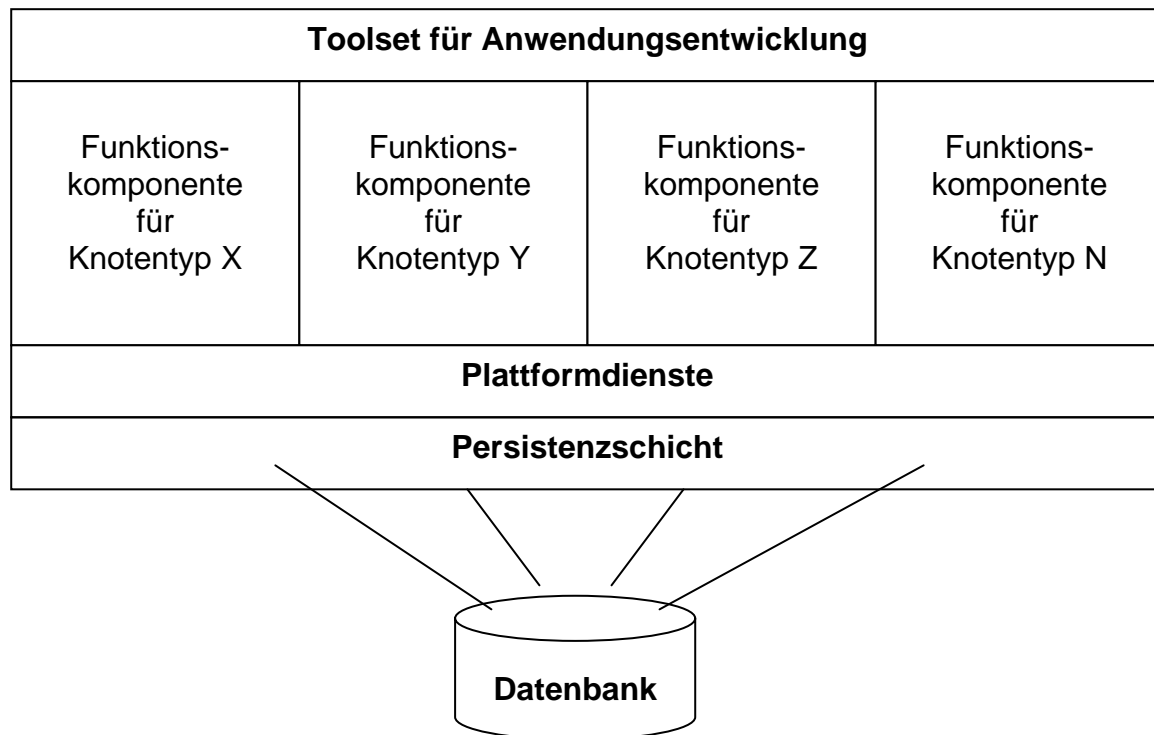 Toolset für Anwendungsentwicklung
Funktions-
komponente
für
Knotentyp X
Funktions-
komponente
für
Knotentyp Y
Funktions-
komponente
für
Knotentyp Z
Funktions-
komponente
für
Knotentyp N
Plattformdienste
Persistenzschicht
Datenbank